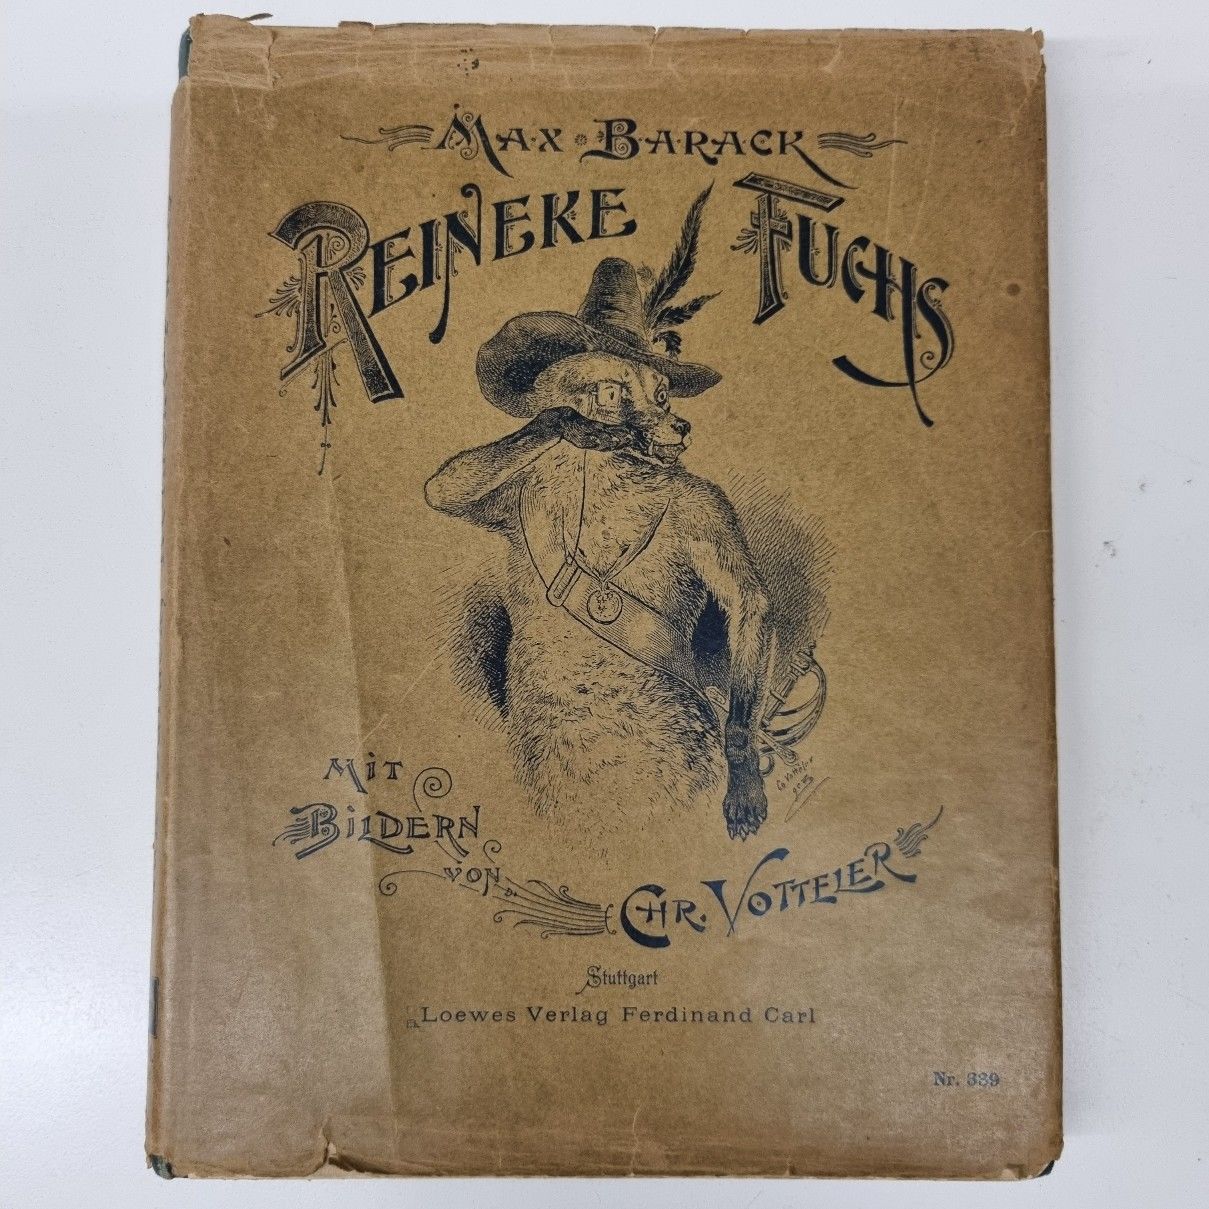 MAX BARACK
REINEKE FUCHS
MIT
BILDERN
VON
CHR. VOTTELER
Stuttgart
Loewes Verlag Ferdinand Carl
Nr. 339